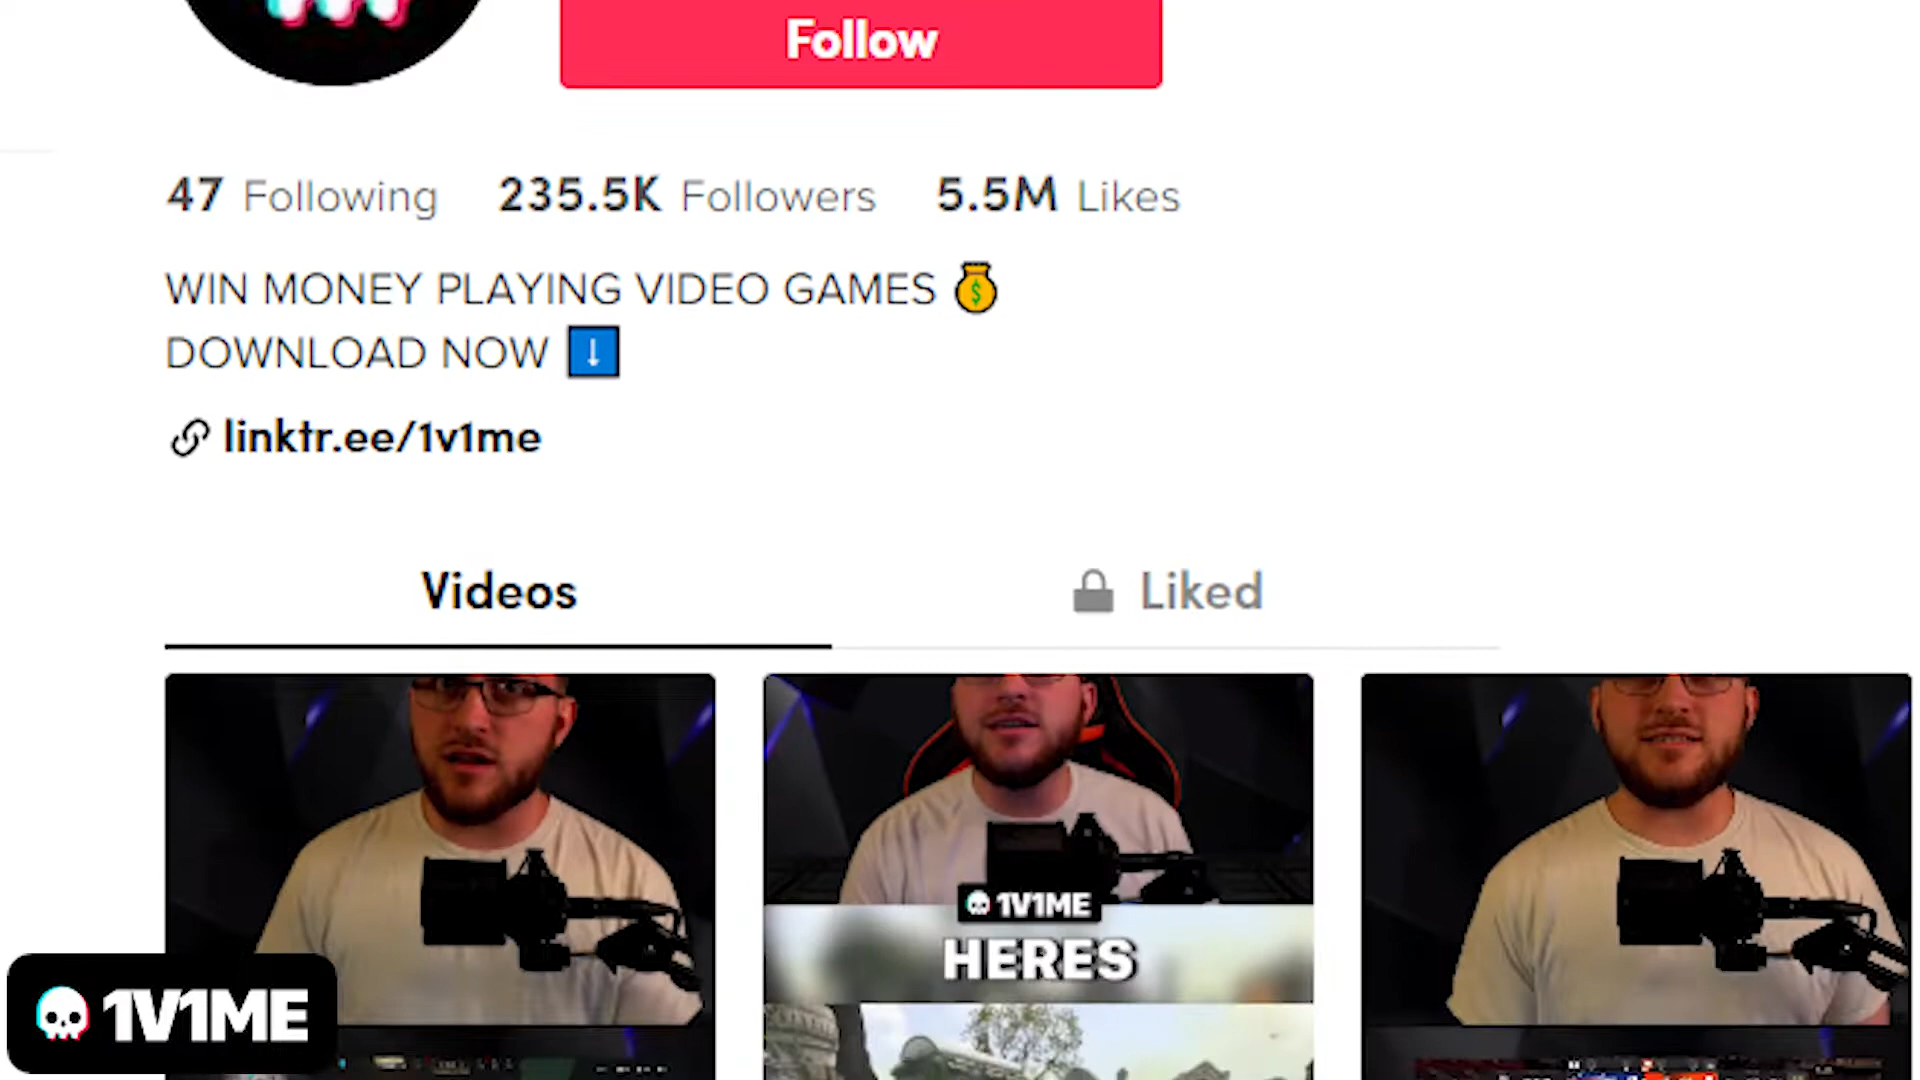 Follow
47 Following 235.5K Followers 5.5M Likes
WIN MONEY PLAYING VIDEO GAMES 💰
DOWNLOAD NOW ⬇️
linktr.ee/1v1me
Videos Liked
1V1ME
HERES
1V1ME